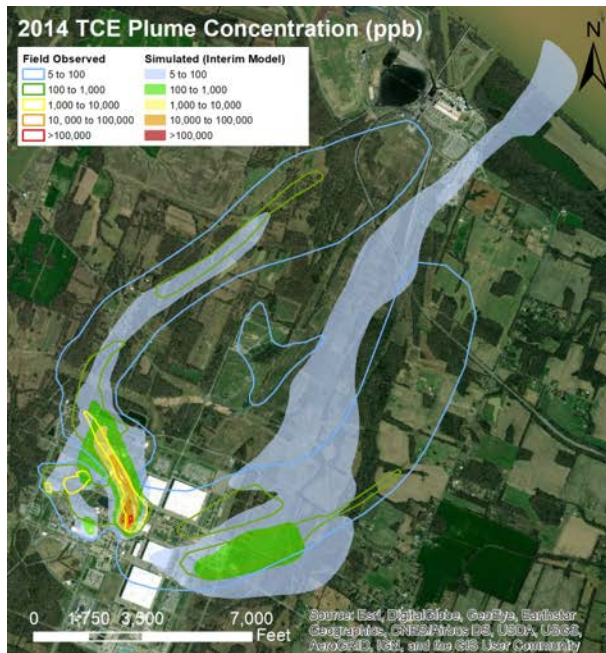 2014 TCE Plume Concentration (ppb)
N
Field Observed
5 to 100
100 to 1,000
1,000 to 10,000
10, 000 to 100,000
>100,000
Simulated (Interim Model)
5 to 100
100 to 1,000
1,000 to 10,000
10,000 to 100,000
>100,000
0 1,750 3,500 7,000
Feet
Source: Esri, DigitalGlobe, GeoEye, Earthstar
Geographics, CNES/Airbus DS, USDA, USGS,
AeroGRID, IGN, and the GIS User Community